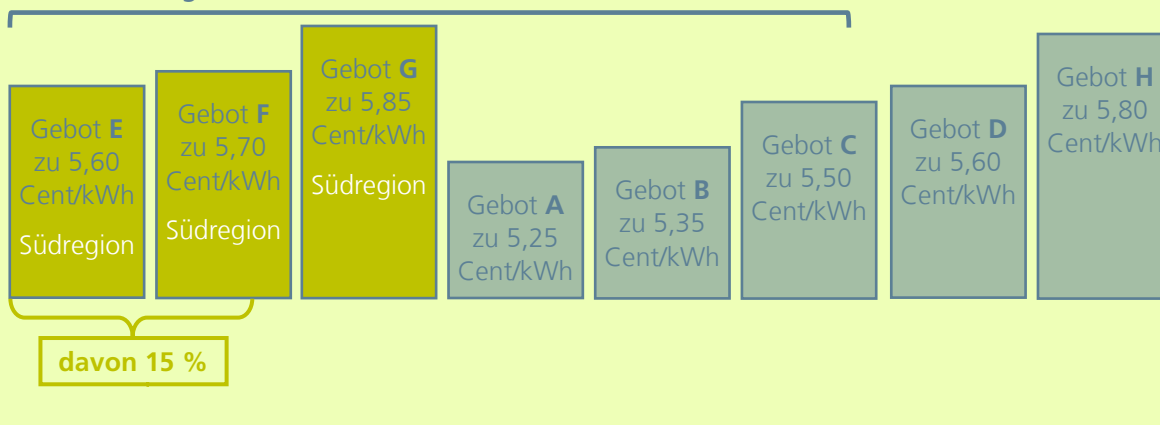 Gebot E
zu 5,60
Cent/kWh
Südregion
Gebot F
zu 5,70
Cent/kWh
Südregion
Gebot G
zu 5,85
Cent/kWh
Südregion
Gebot A
zu 5,25
Cent/kWh
Gebot B
zu 5,35
Cent/kWh
Gebot C
zu 5,50
Cent/kWh
Gebot D
zu 5,60
Cent/kWh
Gebot H
zu 5,80
Cent/kWh
davon 15 %